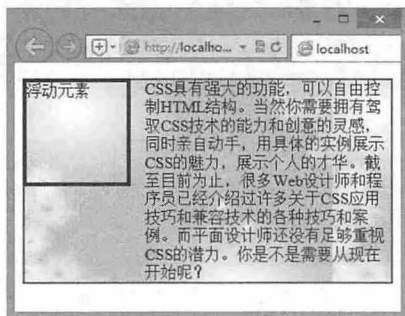 http://localho...
localhost
浮动元素
CSS具有强大的功能，可以自由控
制HTML结构。当然你需要拥有驾
驭CSS技术的能力和创意的灵感，
同时亲自动手，用具体的实例展示
CSS的魅力，展示个人的才华。截
至目前为止，很多Web设计师和程
序员已经介绍过许多关于CSS应用
技巧和兼容技术的各种技巧和案
例。而平面设计师还没有足够重视
CSS的潜力。你是不是需要从现在
开始呢？